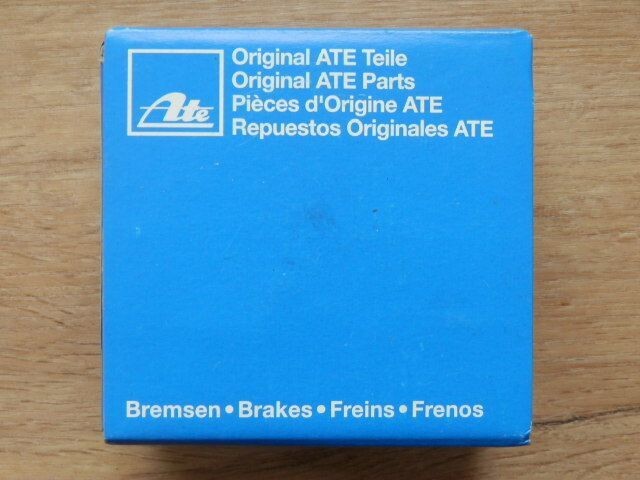 Ate
Original ATE Teile
Original ATE Parts
Pièces d'Origine ATE
Repuestos Originales ATE
Bremsen • Brakes • Freins • Frenos